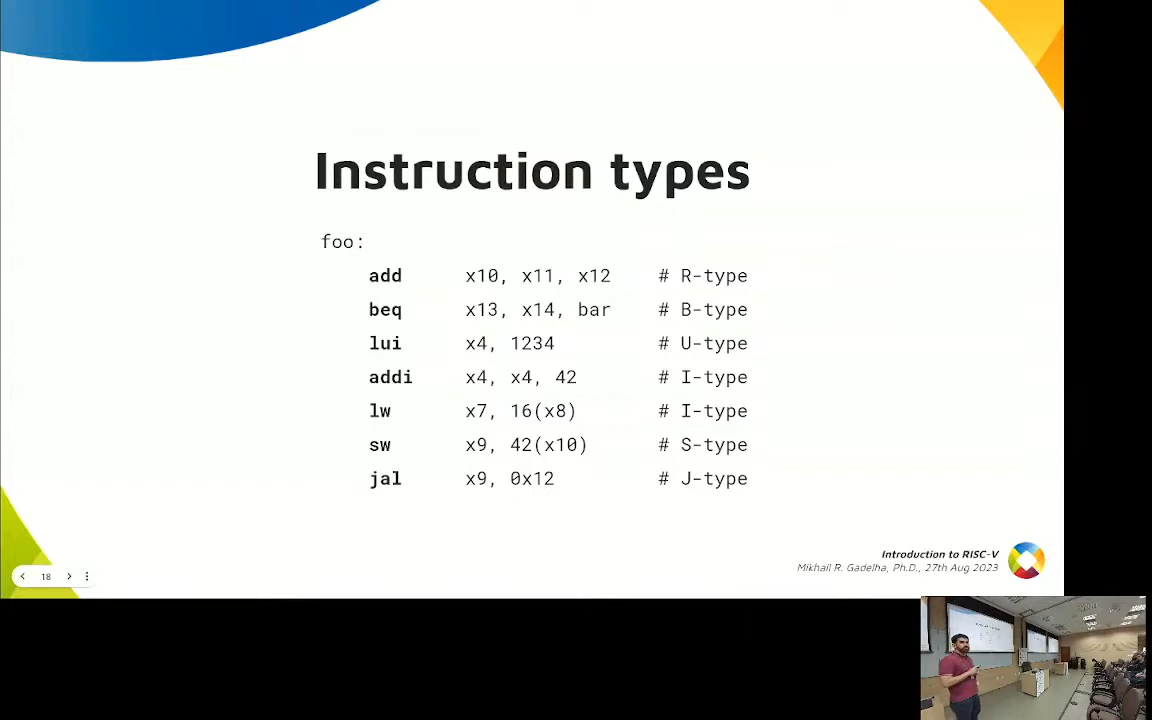 Instruction types
foo:
add x10, x11, x12 # R-type
beq x13, x14, bar # B-type
lui x4, 1234 # U-type
addi x4, x4, 42 # I-type
lw x7, 16(x8) # I-type
sw x9, 42(x10) # S-type
jal x9, 0x12 # J-type
Introduction to RISC-V
Mikhail R. Gadelha, Ph.D., 27th Aug 2023
18